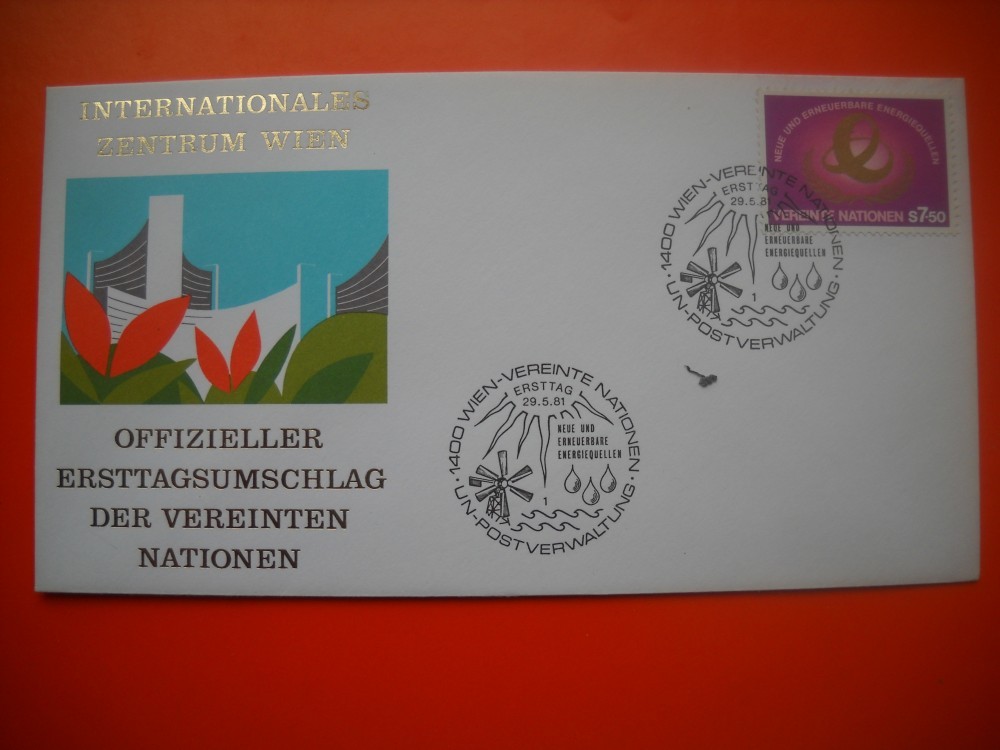 INTERNATIONALES
ZENTRUM WIEN
OFFIZIELLER
ERSTTAGSUMSCHLAG
DER VEREINTEN
NATIONEN
NEUE UND ERNEUERBARE ENERGIEQUELLEN
VEREINTE NATIONEN S7.50
1400 WIEN-VEREINTE NATIONEN
ERSTTAG
29.5.81
NEUE UND
ERNEUERBARE
ENERGIEQUELLEN
1
UN-POSTVERWALTUNG
1400 WIEN-VEREINTE NATIONEN
ERSTTAG
29.5.81
NEUE UND
ERNEUERBARE
ENERGIEQUELLEN
1
UN-POSTVERWALTUNG